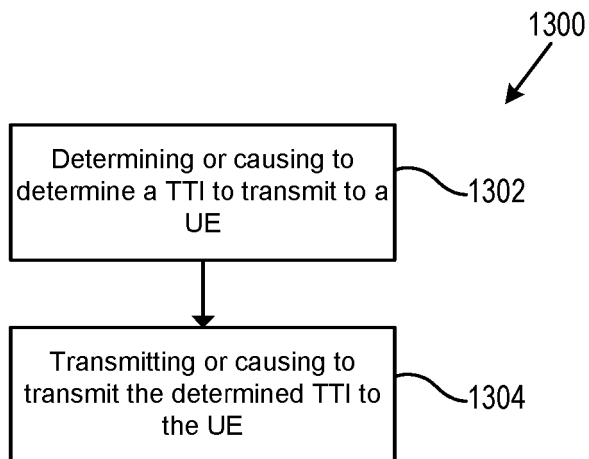 1300
Determining or causing to
determine a TTI to transmit to a
UE
1302
Transmitting or causing to
transmit the determined TTI to
the UE
1304